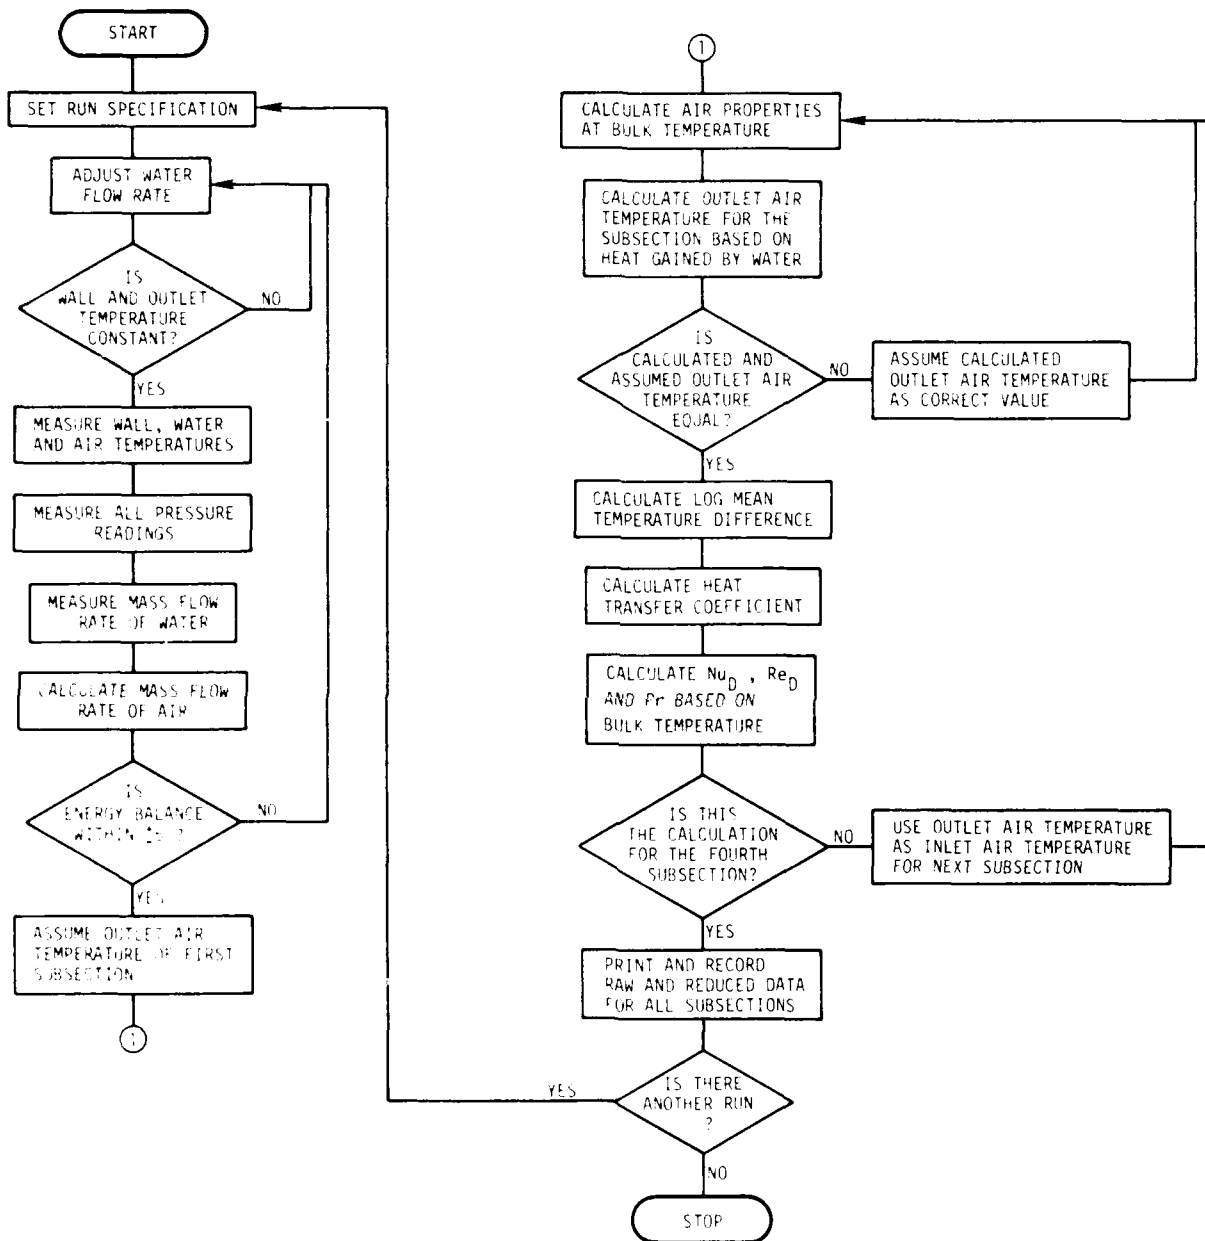 START
SET RUN SPECIFICATION
ADJUST WATER
FLOW RATE
IS
WALL AND OUTLET
TEMPERATURE
CONSTANT?
NO
YES
MEASURE WALL, WATER
AND AIR TEMPERATURES
MEASURE ALL PRESSURE
READINGS
MEASURE MASS FLOW
RATE OF WATER
CALCULATE MASS FLOW
RATE OF AIR
IS
ENERGY BALANCE
WITHIN ?
NO
YES
ASSUME OUTLET AIR
TEMPERATURE OF FIRST
SUBSECTION
1
1
CALCULATE AIR PROPERTIES
AT BULK TEMPERATURE
CALCULATE OUTLET AIR
TEMPERATURE FOR THE
SUBSECTION BASED ON
HEAT GAINED BY WATER
IS
CALCULATED AND
ASSUMED OUTLET AIR
TEMPERATURE
EQUAL?
NO
ASSUME CALCULATED
OUTLET AIR TEMPERATURE
AS CORRECT VALUE
YES
CALCULATE LOG MEAN
TEMPERATURE DIFFERENCE
CALCULATE HEAT
TRANSFER COEFFICIENT
CALCULATE Nu_D , Re_D
AND Pr BASED ON
BULK TEMPERATURE
IS THIS
THE CALCULATION
FOR THE FOURTH
SUBSECTION?
NO
USE OUTLET AIR TEMPERATURE
AS INLET AIR TEMPERATURE
FOR NEXT SUBSECTION
YES
PRINT AND RECORD
RAW AND REDUCED DATA
FOR ALL SUBSECTIONS
IS THERE
ANOTHER RUN
?
YES
NO
STOP